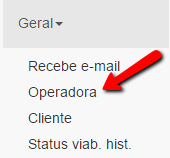 Geral
Recebe e-mail
Operadora
Cliente
Status viab. hist.